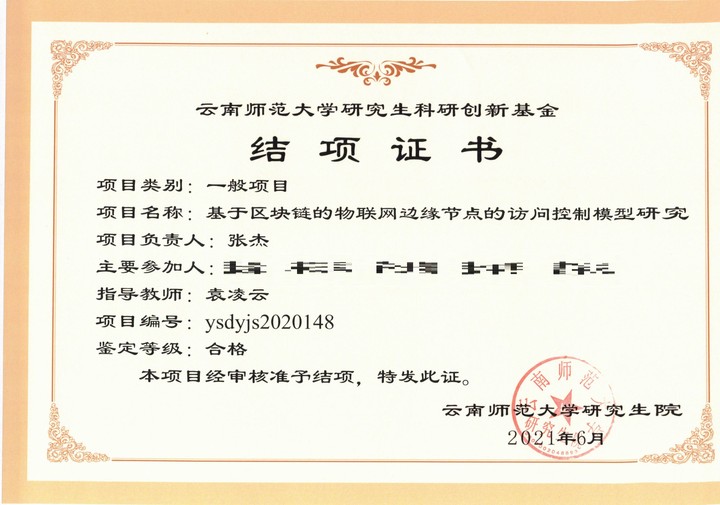 云南师范大学研究生科研创新基金
结项证书
项目类别：一般项目
项目名称：基于区块链的物联网边缘节点的访问控制模型研究
项目负责人：张杰
主要参加人：
指导教师：袁凌云
项目编号：ysdyjs2020148
鉴定等级：合格
本项目经审核准予结项，特发此证。
云南师范大学研究生院
2021年6月
云南师范大学